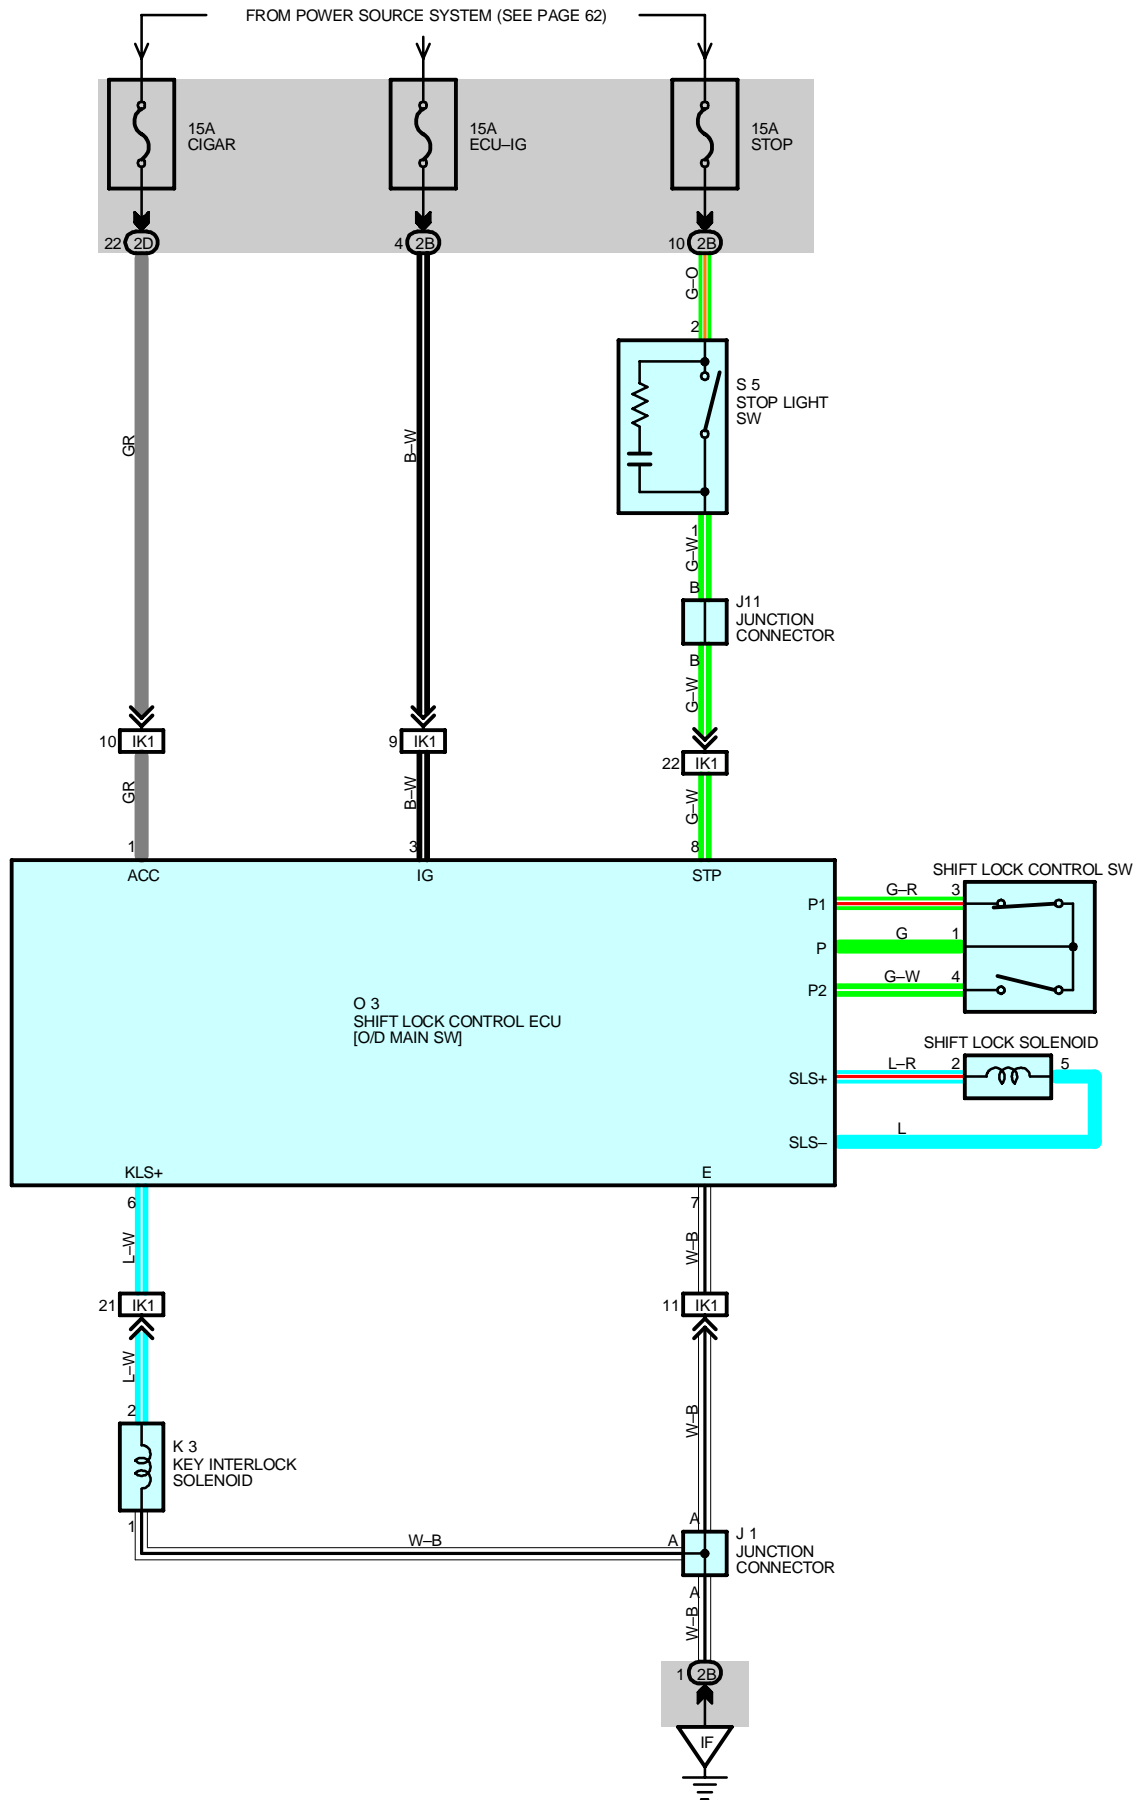 FROM POWER SOURCE SYSTEM (SEE PAGE 62)
15A
CIGAR
15A
ECU–IG
15A
STOP
22 2D
4 2B
10 2B
G–O
2
S 5
STOP LIGHT
SW
GR
B–W
1
G–W
B
J11
JUNCTION
CONNECTOR
B
G–W
10 IK1
9 IK1
22 IK1
GR
B–W
G–W
1
3
8
ACC
IG
STP
SHIFT LOCK CONTROL SW
P1
G–R
3
P
G
1
P2
G–W
4
O 3
SHIFT LOCK CONTROL ECU
[O/D MAIN SW]
SHIFT LOCK SOLENOID
SLS+
L–R
2
5
SLS–
L
KLS+
E
6
7
L–W
W–B
21 IK1
11 IK1
L–W
W–B
2
K 3
KEY INTERLOCK
SOLENOID
1
W–B
A
A
J 1
JUNCTION
CONNECTOR
A
W–B
1 2B
IF